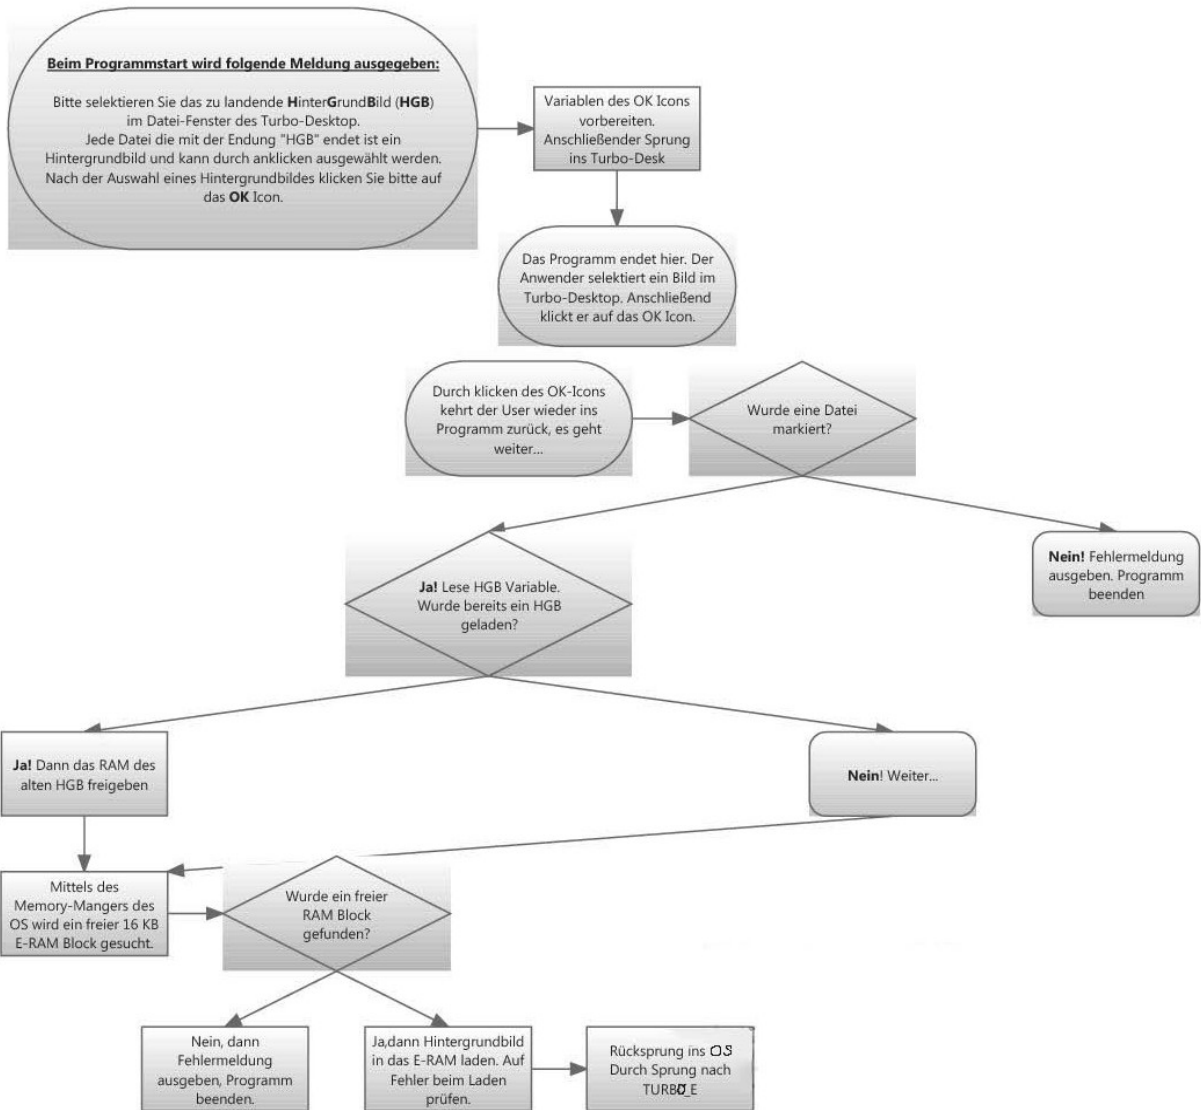 Beim Programmstart wird folgende Meldung ausgegeben:
Bitte selektieren Sie das zu landende HinterGrundBild (HGB)
im Datei-Fenster des Turbo-Desktop.
Jede Datei die mit der Endung "HGB" endet ist ein
Hintergrundbild und kann durch anklicken ausgewählt werden.
Nach der Auswahl eines Hintergrundbildes klicken Sie bitte auf
das OK Icon.
Variablen des OK Icons
vorbereiten.
Anschließender Sprung
ins Turbo-Desk
Das Programm endet hier. Der
Anwender selektiert ein Bild im
Turbo-Desktop. Anschließend
klickt er auf das OK Icon.
Durch klicken des OK-Icons
kehrt der User wieder ins
Programm zurück, es geht
weiter...
Wurde eine Datei
markiert?
Ja! Lese HGB Variable.
Wurde bereits ein HGB
geladen?
Nein! Fehlermeldung
ausgeben. Programm
beenden
Ja! Dann das RAM des
alten HGB freigeben
Nein! Weiter...
Mittels des
Memory-Mangers des
OS wird ein freier 16 KB
E-RAM Block gesucht.
Wurde ein freier
RAM Block
gefunden?
Nein, dann
Fehlermeldung
ausgeben, Programm
beenden.
Ja,dann Hintergrundbild
in das E-RAM laden. Auf
Fehler beim Laden
prüfen.
Rücksprung ins OS
Durch Sprung nach
TURBO_E